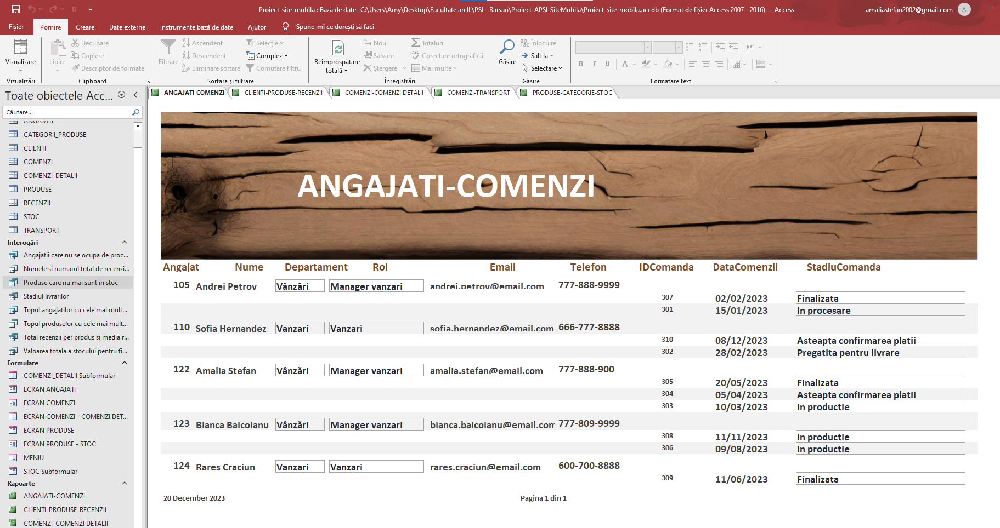 Proiect_site_mobila : Bază de date- C:\Users\Amy\Desktop\Facultate an III\PSI - Barsan\Proiect_APSI_SiteMobila\Proiect_site_mobila.accdb (Format de fișier Access 2007 - 2016) - Access
amaliastefan2002@gmail.com A
Fișier Pornire Creare Date externe Instrumente bază de date Ajutor Spune-mi ce dorești să faci
Vizualizare
Vizualizări
Lipire
Decupare
Copiere
Descriptor de formate
Clipboard
Filtrare
Ascendent
Descendent
Eliminare sortare
Selecție
Complex
Comutare filtru
Sortare și filtrare
Reîmprospătare
totală
Nou
Salvare
Ștergere
Totaluri
Corectare ortografică
Mai multe
Înregistrări
Găsire
Înlocuire
Salt la
Selectare
Găsire
B I U A
Formatare text
Toate obiectele Acc...
Căutare...
ANGAJATI
CATEGORII_PRODUSE
CLIENTI
COMENZI
COMENZI_DETALII
PRODUSE
RECENZII
STOC
TRANSPORT
Interogări
Angajatii care nu se ocupa de proc...
Numele si numarul total de recenzi...
Produse care nu mai sunt in stoc
Stadiul livrarilor
Topul angajatilor cu cele mai mult...
Topul produselor cu cele mai mult...
Total recenzii per produs si media r...
Valoarea totala a stocului pentru fi...
Formulare
COMENZI_DETALII Subformular
ECRAN ANGAJATI
ECRAN COMENZI
ECRAN COMENZI - COMENZI DET...
ECRAN PRODUSE
ECRAN PRODUSE - STOC
MENIU
STOC Subformular
Rapoarte
ANGAJATI-COMENZI
CLIENTI-PRODUSE-RECENZII
COMENZI-COMENZI DETALII
ANGAJATI-COMENZI CLIENTI-PRODUSE-RECENZII COMENZI-COMENZI DETALII COMENZI-TRANSPORT PRODUSE-CATEGORIE-STOC
ANGAJATI-COMENZI
Angajat Nume Departament Rol Email Telefon IDComanda DataComenzii StadiuComanda
105 Andrei Petrov Vânzări Manager vanzari andrei.petrov@email.com 777-888-9999
307 02/02/2023 Finalizata
301 15/01/2023 In procesare
110 Sofia Hernandez Vanzari Vanzari sofia.hernandez@email.com 666-777-8888
310 08/12/2023 Asteapta confirmarea platii
302 28/02/2023 Pregatita pentru livrare
122 Amalia Stefan Vânzări Manager vanzari amalia.stefan@email.com 777-888-900
305 20/05/2023 Finalizata
304 05/04/2023 Asteapta confirmarea platii
303 10/03/2023 In productie
123 Bianca Baicoianu Vânzări Manager vanzari bianca.baicoianu@email.com 777-809-9999
308 11/11/2023 In productie
306 09/08/2023 In productie
124 Rares Craciun Vanzari Vanzari rares.craciun@email.com 600-700-8888
309 11/06/2023 Finalizata
20 December 2023 Pagina 1 din 1